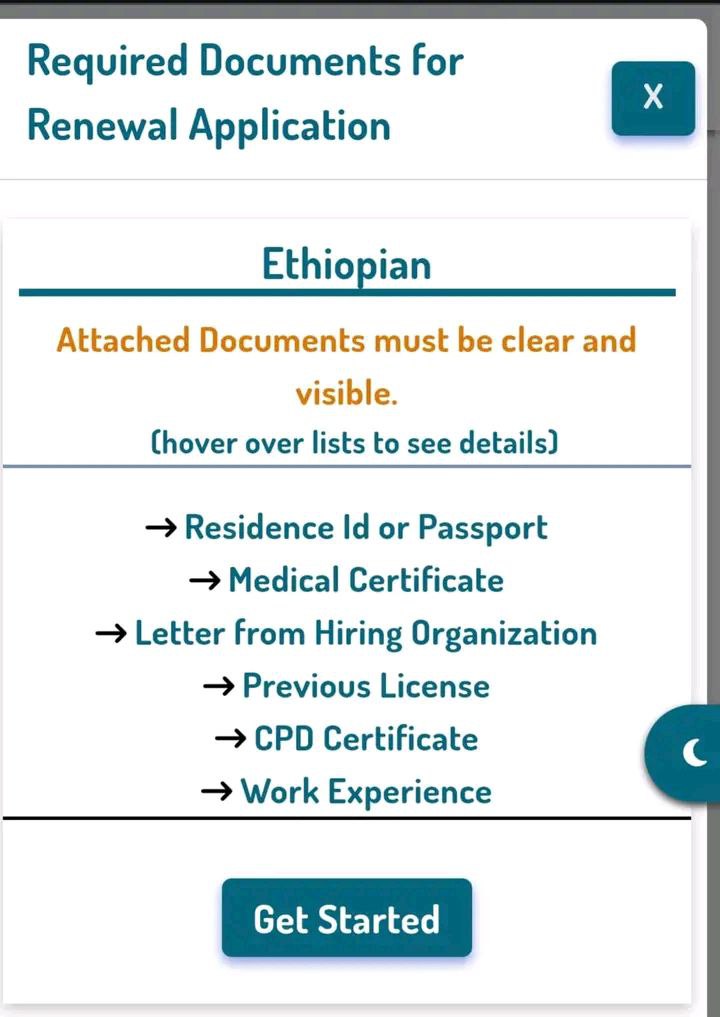 Required Documents for
Renewal Application
X
Ethiopian
Attached Documents must be clear and
visible.
(hover over lists to see details)
→ Residence Id or Passport
→ Medical Certificate
→ Letter from Hiring Organization
→ Previous License
→ CPD Certificate
→ Work Experience
Get Started